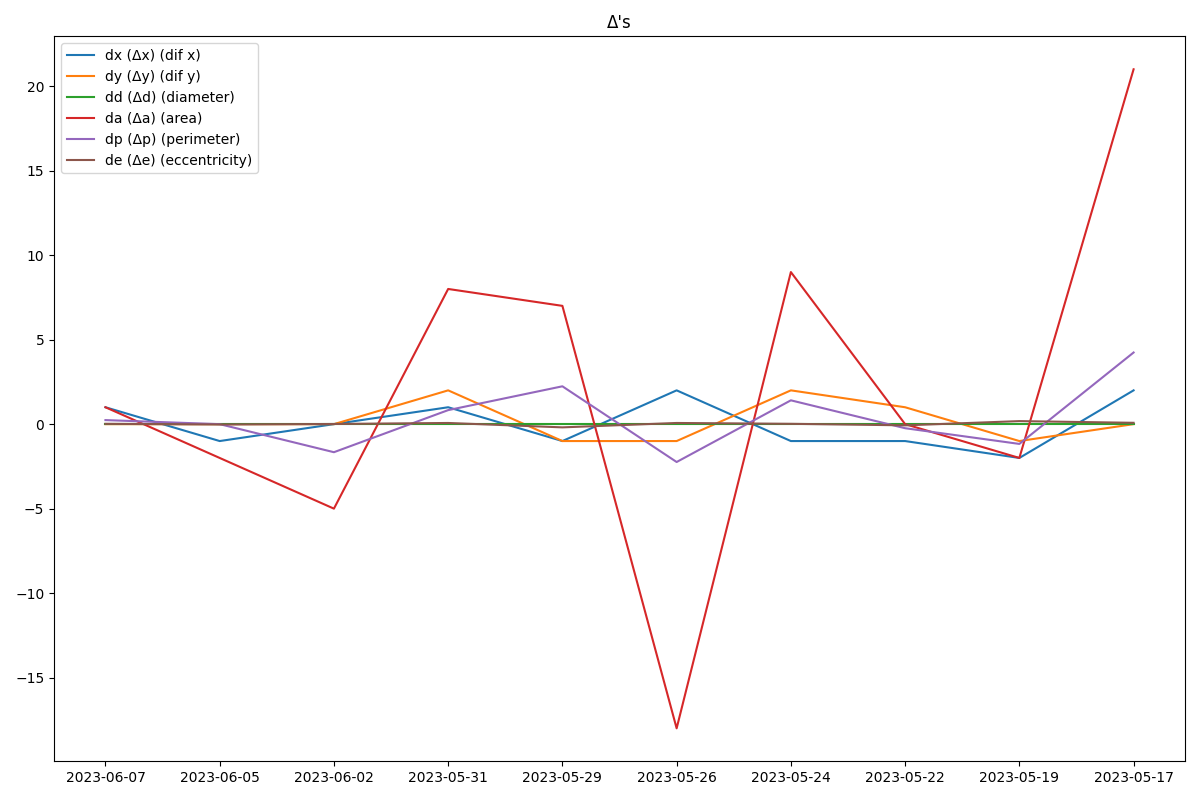 Δ's
dx (Δx) (dif x)
dy (Δy) (dif y)
dd (Δd) (diameter)
da (Δa) (area)
dp (Δp) (perimeter)
de (Δe) (eccentricity)
20
15
10
5
0
−5
−10
−15
2023-06-07 2023-06-05 2023-06-02 2023-05-31 2023-05-29 2023-05-26 2023-05-24 2023-05-22 2023-05-19 2023-05-17